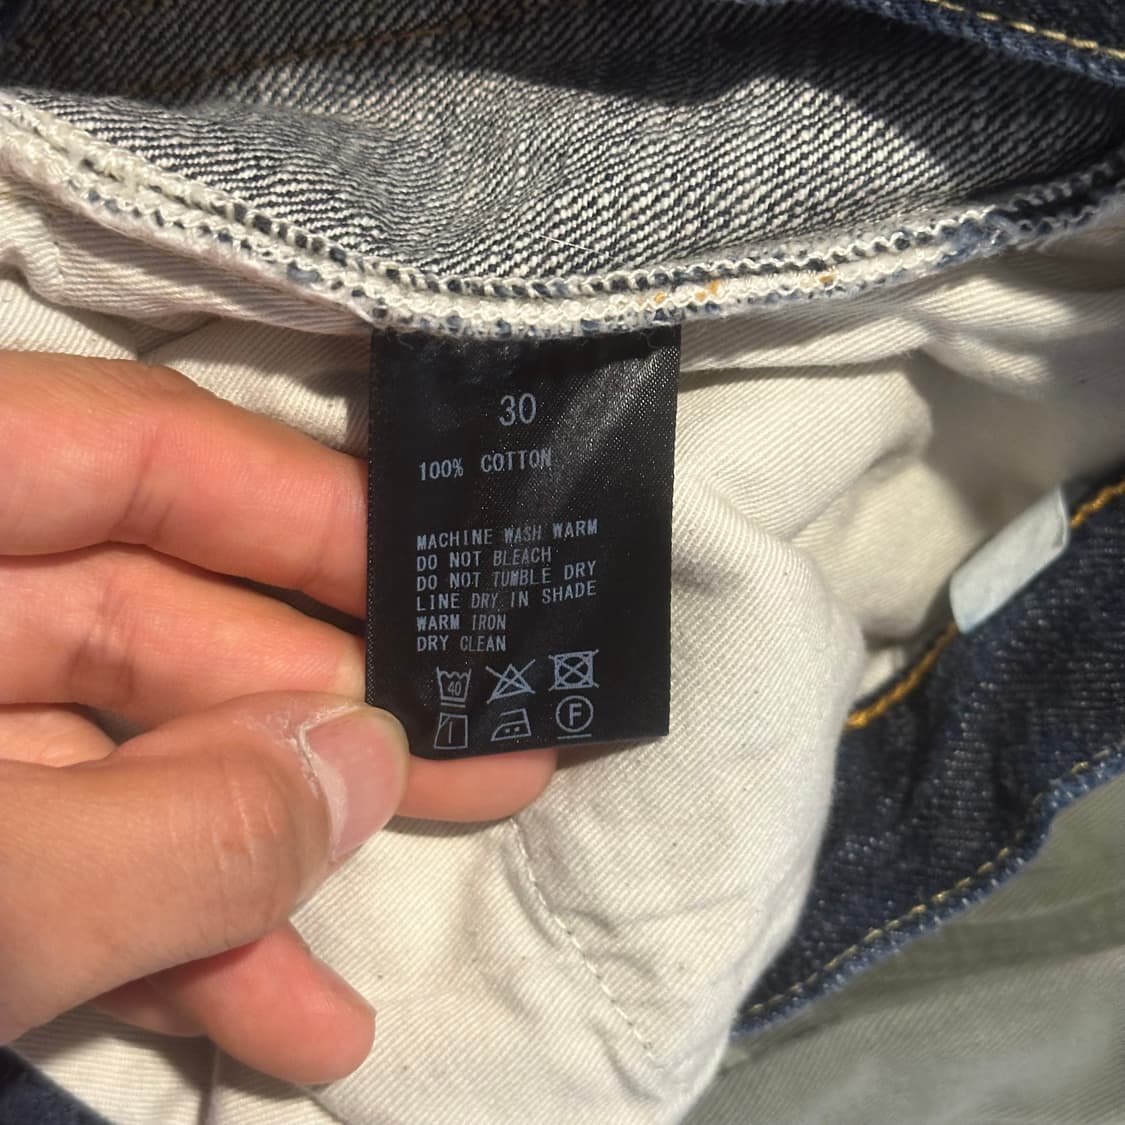 30
100% COTTON
MACHINE WASH WARM
DO NOT BLEACH
DO NOT TUMBLE DRY
LINE DRY IN SHADE
WARM IRON
DRY CLEAN
40
F